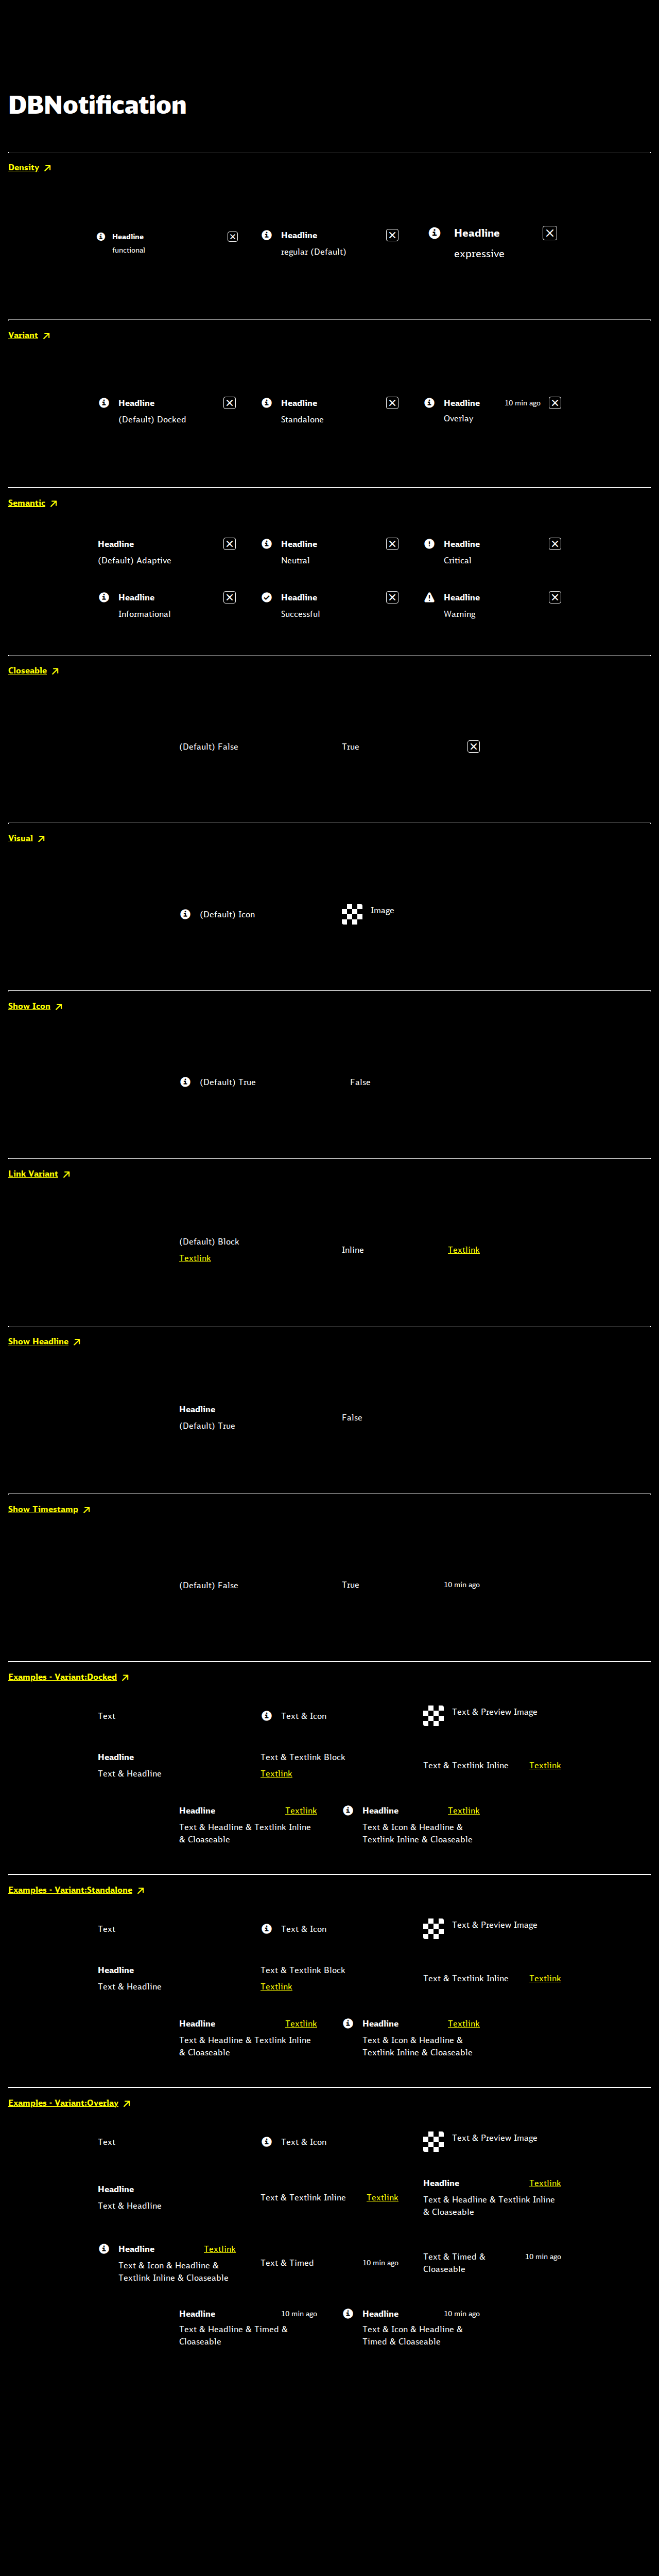 DBNotification
Density
Headline
functional
Headline
regular (Default)
Headline
expressive
Variant
Headline
(Default) Docked
Headline
Standalone
Headline 10 min ago
Overlay
Semantic
Headline
(Default) Adaptive
Headline
Neutral
Headline
Critical
Headline
Informational
Headline
Successful
Headline
Warning
Closeable
(Default) False
True
Visual
(Default) Icon
Image
Show Icon
(Default) True
False
Link Variant
(Default) Block
Textlink
Inline Textlink
Show Headline
Headline
(Default) True
False
Show Timestamp
(Default) False
True 10 min ago
Examples - Variant:Docked
Text
Text & Icon
Text & Preview Image
Headline
Text & Headline
Text & Textlink Block
Textlink
Text & Textlink Inline Textlink
Headline Textlink
Text & Headline & Textlink Inline
& Cloaseable
Headline Textlink
Text & Icon & Headline &
Textlink Inline & Cloaseable
Examples - Variant:Standalone
Text
Text & Icon
Text & Preview Image
Headline
Text & Headline
Text & Textlink Block
Textlink
Text & Textlink Inline Textlink
Headline Textlink
Text & Headline & Textlink Inline
& Cloaseable
Headline Textlink
Text & Icon & Headline &
Textlink Inline & Cloaseable
Examples - Variant:Overlay
Text
Text & Icon
Text & Preview Image
Headline
Text & Headline
Text & Textlink Inline Textlink
Headline Textlink
Text & Headline & Textlink Inline
& Cloaseable
Headline Textlink
Text & Icon & Headline &
Textlink Inline & Cloaseable
Text & Timed 10 min ago
Text & Timed & 10 min ago
Cloaseable
Headline 10 min ago
Text & Headline & Timed &
Cloaseable
Headline 10 min ago
Text & Icon & Headline &
Timed & Cloaseable